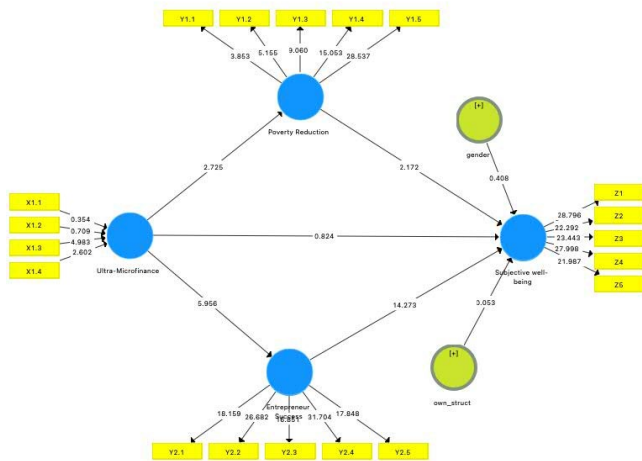 Y1.1
Y1.2
Y1.3
Y1.4
Y1.5
3.853
5.155
9.060
15.053
28.537
Poverty Reduction
[+]
gender
2.725
2.172
0.408
X1.1
X1.2
X1.3
X1.4
0.354
0.709
4.983
2.602
Ultra-Microfinance
0.824
Z1
Z2
Z3
Z4
Z5
28.796
22.292
23.443
27.998
21.987
Subjective well-
being
5.956
14.273
0.053
[+]
own_struct
Entrepreneur
Success
18.159
26.682
31.704
17.848
Y2.1
Y2.2
Y2.3
Y2.4
Y2.5